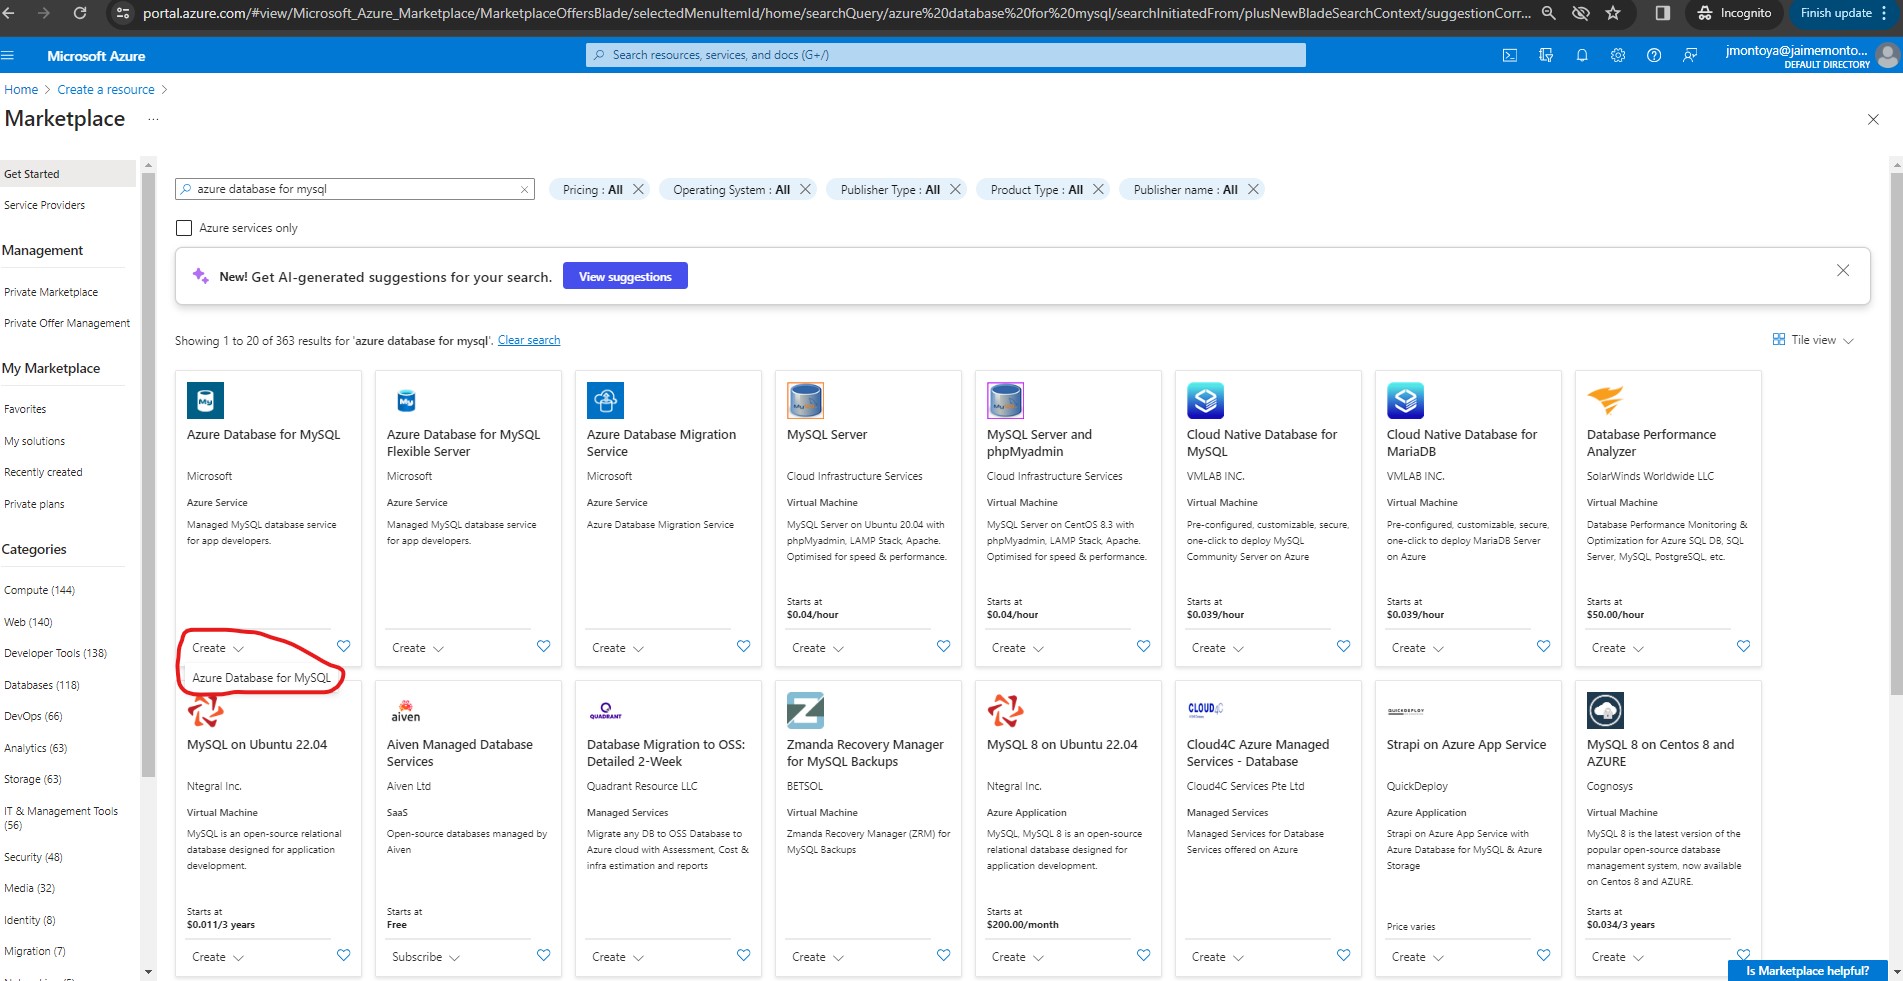 portal.azure.com/#view/Microsoft_Azure_Marketplace/MarketplaceOffersBlade/selectedMenuItemId/home/searchQuery/azure%20database%20for%20mysql/searchInitiatedFrom/plusNewBladeSearchContext/suggestionCorr...
Incognito
Finish update
Microsoft Azure
Search resources, services, and docs (G+/)
jmontoya@jaimemonto...
DEFAULT DIRECTORY
Home > Create a resource >
Marketplace ...
Get Started
Service Providers
Management
Private Marketplace
Private Offer Management
My Marketplace
Favorites
My solutions
Recently created
Private plans
Categories
Compute (144)
Web (140)
Developer Tools (138)
Databases (118)
DevOps (66)
Analytics (63)
Storage (63)
IT & Management Tools
(56)
Security (48)
Media (32)
Identity (8)
Migration (7)
azure database for mysql
Pricing : All
Operating System : All
Publisher Type : All
Product Type : All
Publisher name : All
Azure services only
New! Get AI-generated suggestions for your search.
View suggestions
Showing 1 to 20 of 363 results for 'azure database for mysql'. Clear search
Tile view
My
Azure Database for MySQL
Microsoft
Azure Service
Managed MySQL database service
for app developers.
Create
Azure Database for MySQL
My
Azure Database for MySQL
Flexible Server
Microsoft
Azure Service
Managed MySQL database service
for app developers.
Create
Azure Database Migration
Service
Microsoft
Azure Service
Azure Database Migration Service
Create
MySQL Server
Cloud Infrastructure Services
Virtual Machine
MySQL Server on Ubuntu 20.04 with
phpMyadmin, LAMP Stack, Apache.
Optimised for speed & performance.
Starts at
$0.04/hour
Create
MySQL Server and
phpMyadmin
Cloud Infrastructure Services
Virtual Machine
MySQL Server on CentOS 8.3 with
phpMyadmin, LAMP Stack, Apache.
Optimised for speed & performance.
Starts at
$0.04/hour
Create
Cloud Native Database for
MySQL
VMLAB INC.
Virtual Machine
Pre-configured, customizable, secure,
one-click to deploy MySQL
Community Server on Azure
Starts at
$0.039/hour
Create
Cloud Native Database for
MariaDB
VMLAB INC.
Virtual Machine
Pre-configured, customizable, secure,
one-click to deploy MariaDB Server
on Azure
Starts at
$0.039/hour
Create
Database Performance
Analyzer
SolarWinds Worldwide LLC
Virtual Machine
Database Performance Monitoring &
Optimization for Azure SQL DB, SQL
Server, MySQL, PostgreSQL, etc.
Starts at
$50.00/hour
Create
MySQL on Ubuntu 22.04
Ntegral Inc.
Virtual Machine
MySQL is an open-source relational
database designed for application
development.
Starts at
$0.011/3 years
Create
aiven
Aiven Managed Database
Services
Aiven Ltd
SaaS
Open-source databases managed by
Aiven
Starts at
Free
Subscribe
QUADRANT
Database Migration to OSS:
Detailed 2-Week
Quadrant Resource LLC
Managed Services
Migrate any DB to OSS Database to
Azure cloud with Assessment, Cost &
infra estimation and reports
Create
Zmanda Recovery Manager
for MySQL Backups
BETSOL
Virtual Machine
Zmanda Recovery Manager (ZRM) for
MySQL Backups
Create
MySQL 8 on Ubuntu 22.04
Ntegral Inc.
Azure Application
MySQL, MySQL 8 is an open-source
relational database designed for
application development.
Starts at
$200.00/month
Create
CLOUD4C
Cloud4C Azure Managed
Services - Database
Cloud4C Services Pte Ltd
Managed Services
Managed Services for Database
Services offered on Azure
Create
QUICKDEPLOY
Strapi on Azure App Service
QuickDeploy
Azure Application
Strapi on Azure App Service with
Azure Database for MySQL & Azure
Storage
Price varies
Create
MySQL 8 on Centos 8 and
AZURE
Cognosys
Virtual Machine
MySQL 8 is the latest version of the
popular open-source database
management system, now available
on Centos 8 and AZURE.
Starts at
$0.034/3 years
Create
Is Marketplace helpful?